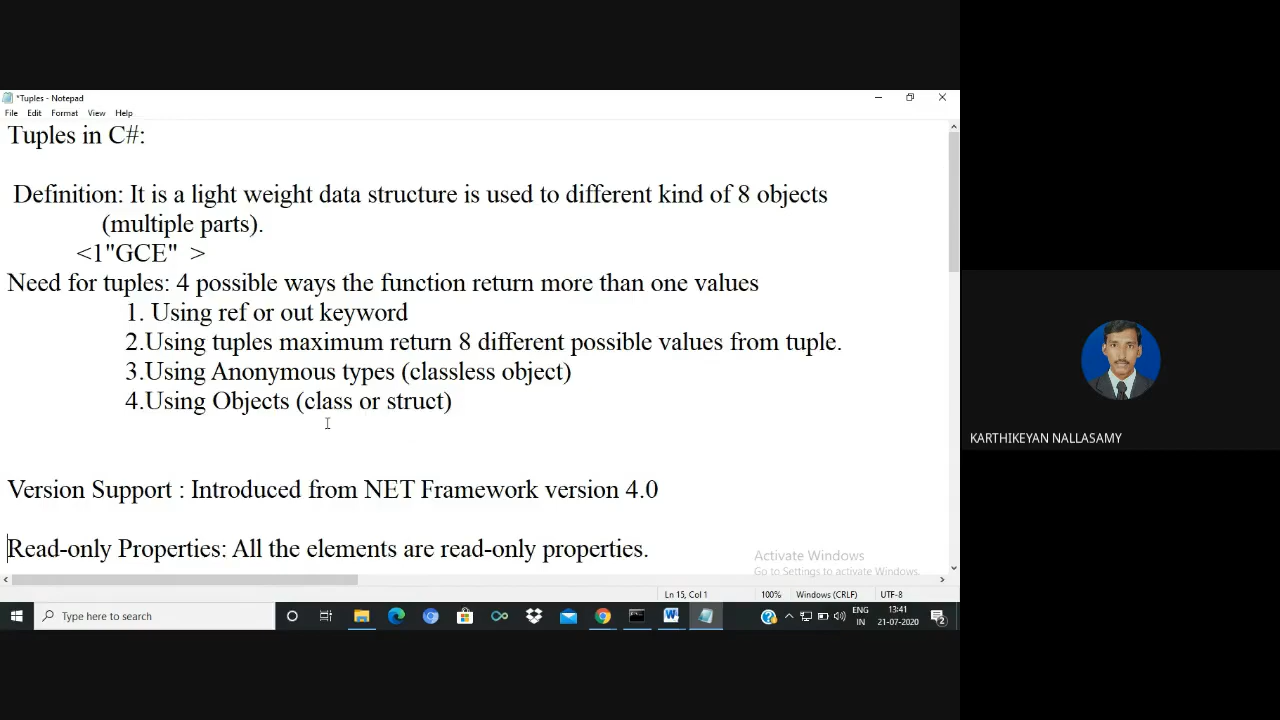 *Tuples - Notepad
File Edit Format View Help
Tuples in C#:
Definition: It is a light weight data structure is used to different kind of 8 objects
(multiple parts).
<1"GCE" >
Need for tuples: 4 possible ways the function return more than one values
1. Using ref or out keyword
2.Using tuples maximum return 8 different possible values from tuple.
3.Using Anonymous types (classless object)
4.Using Objects (class or struct)
Version Support : Introduced from NET Framework version 4.0
Read-only Properties: All the elements are read-only properties.
Activate Windows
Go to Settings to activate Windows.
Ln 15, Col 1 100% Windows (CRLF) UTF-8
Type here to search
ENG
IN
13:41
21-07-2020
2
KARTHIKEYAN NALLASAMY